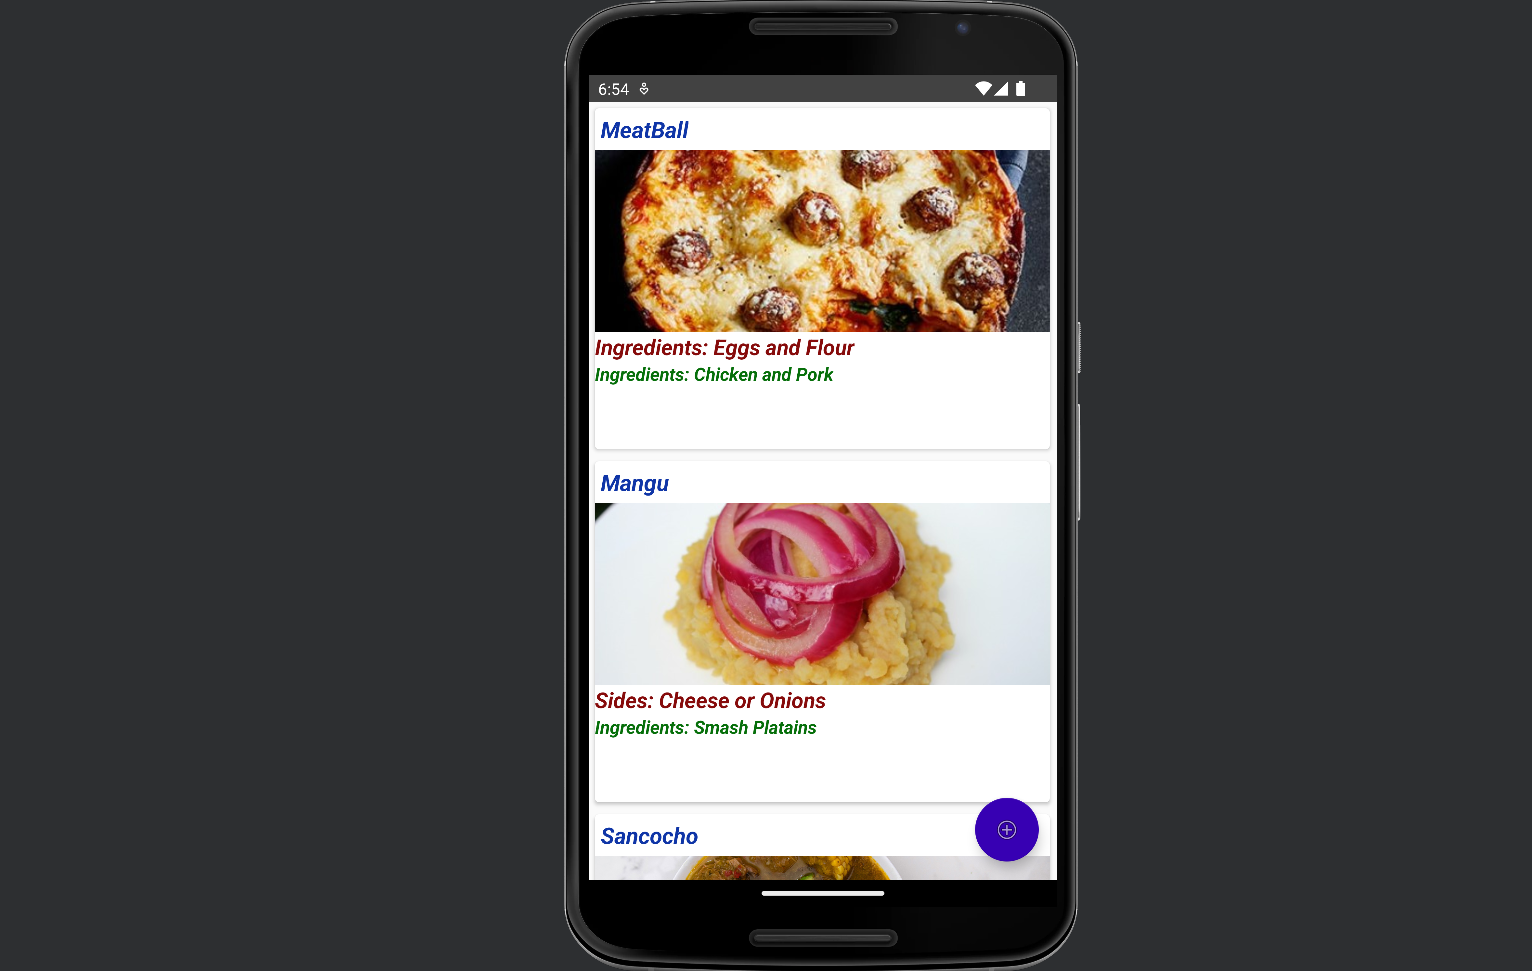 6:54
MeatBall
Ingredients: Eggs and Flour
Ingredients: Chicken and Pork
Mangu
Sides: Cheese or Onions
Ingredients: Smash Platains
Sancocho